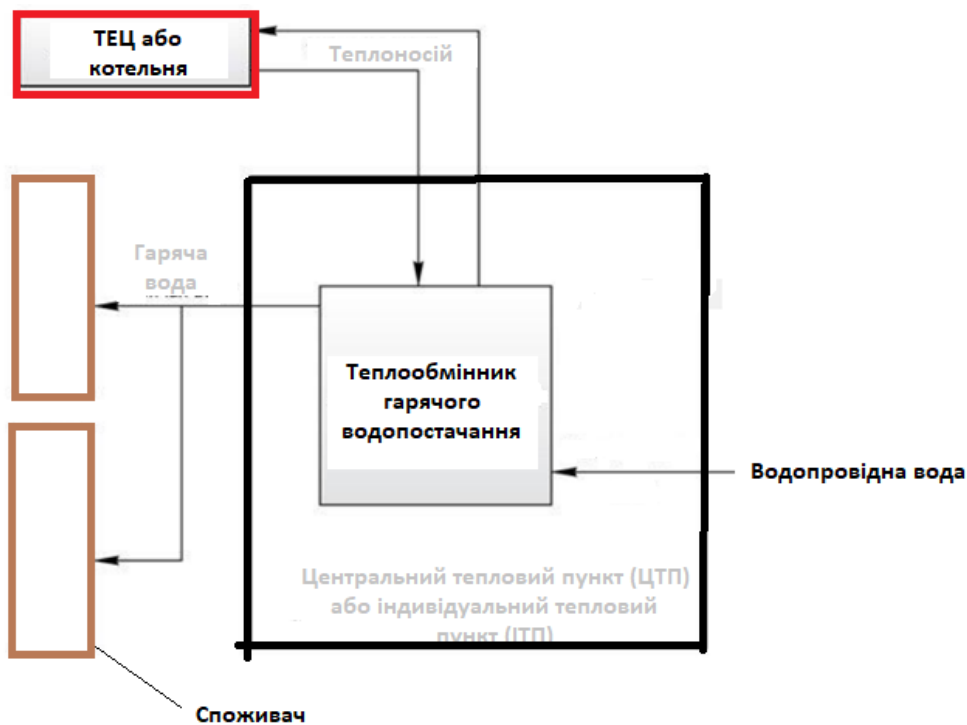 ТЕЦ або
котельня
Теплоносій
Гаряча
вода
Теплообмінник
гарячого
водопостачання
Водопровідна вода
Центральний тепловий пункт (ЦТП)
або індивідуальний тепловий
пункт (ІТП)
Споживач